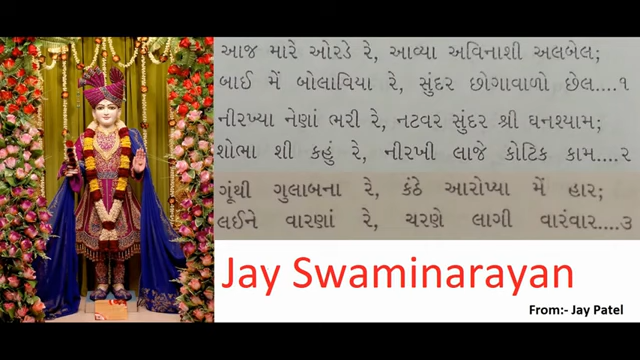 આજ મારે ઓરડે રે, આવ્યા અવિનાશી અલબેલ;
બાઈ મેં બોલાવિયા રે, સુંદર છોગાવાળો છેલ....૧
નીરખ્યા નેણાં ભરી રે, નટવર સુંદર શ્રી ઘનશ્યામ;
શોભા શી કહું રે, નીરખી લાજે કોટિક કામ....૨
ગૂંથી ગુલાબના રે, કંઠે આરોપ્યા મેં હાર;
લઈને વારણાં રે, ચરણે લાગી વારંવાર....૩
Jay Swaminarayan
From:- Jay Patel